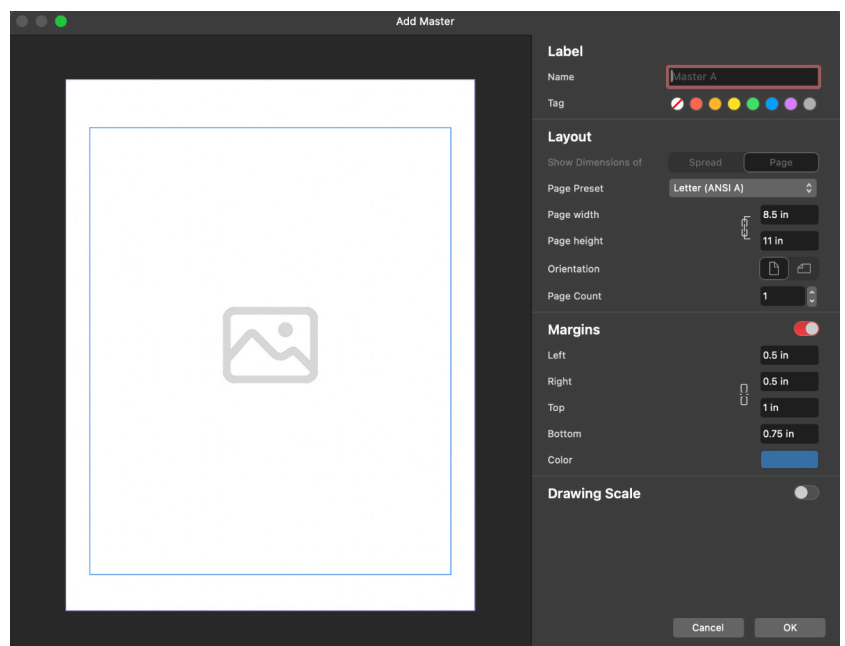 Add Master
Label
Name Master A
Tag
Layout
Show Dimensions of Spread Page
Page Preset Letter (ANSI A)
Page width 8.5 in
Page height 11 in
Orientation
Page Count 1
Margins
Left 0.5 in
Right 0.5 in
Top 1 in
Bottom 0.75 in
Color
Drawing Scale
Cancel OK